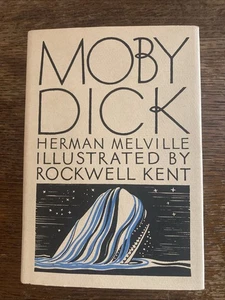 MOBY
DICK
HERMAN MELVILLE
ILLUSTRATED BY
ROCKWELL KENT